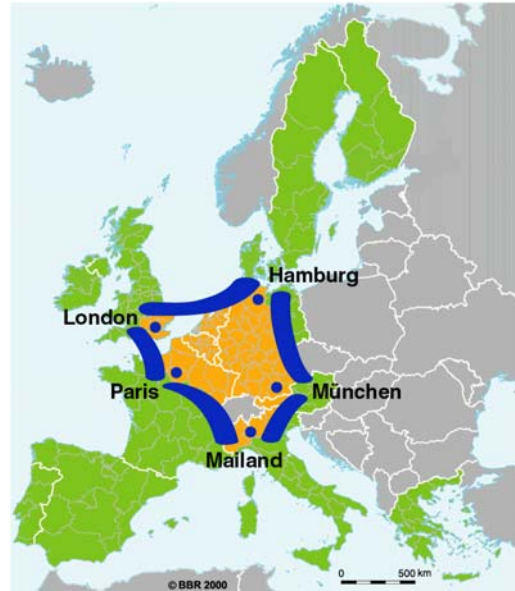 Hamburg
London
Paris
München
Mailand
© BBR 2000
0 500 km